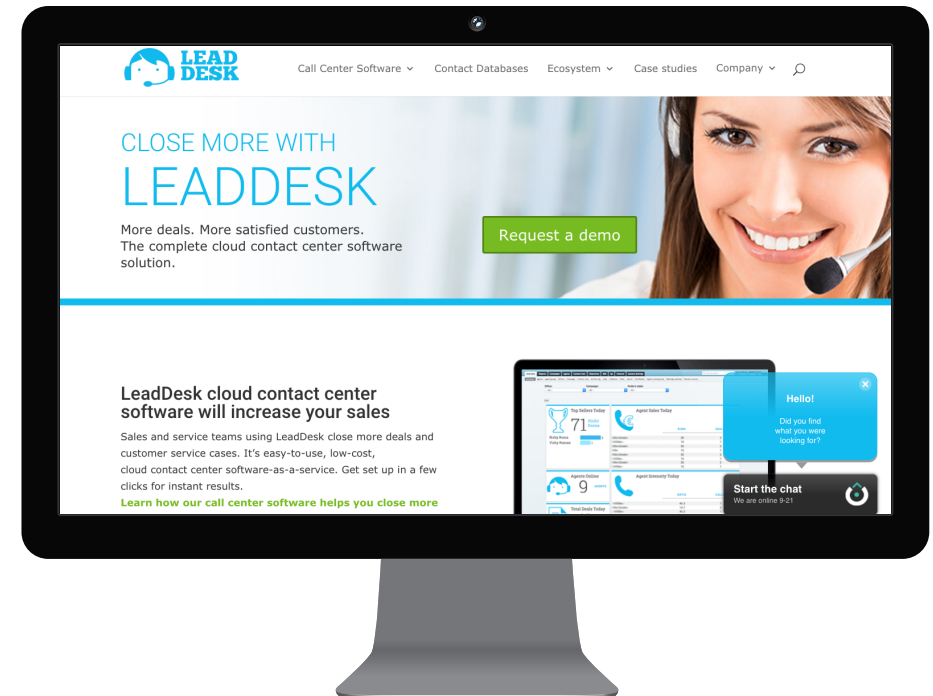 LEAD
DESK
Call Center Software
Contact Databases
Ecosystem
Case studies
Company
CLOSE MORE WITH
LEADDESK
More deals. More satisfied customers.
The complete cloud contact center software
solution.
Request a demo
LeadDesk cloud contact center
software will increase your sales
Sales and service teams using LeadDesk close more deals and
customer service cases. It’s easy-to-use, low-cost,
cloud contact center software-as-a-service. Get set up in a few
clicks for instant results.
Learn how our call center software helps you close more
Top Sellers Today
71
Agent Sales Today
Agents Online
9
Agent Intensity Today
Total Deals Today
Hello!
Did you find
what you were
looking for?
Start the chat
We are online 9-21